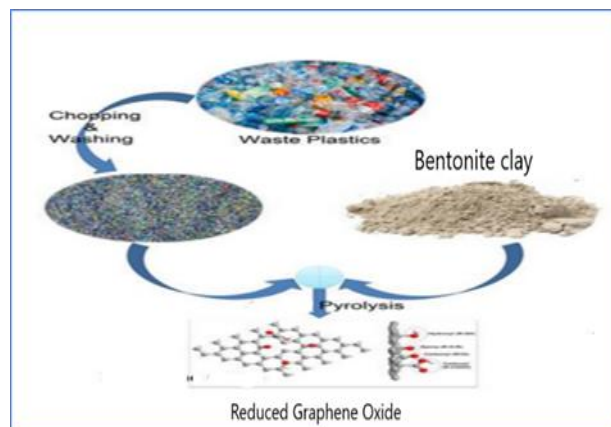 Chopping
&
Washing
Waste Plastics
Bentonite clay
Pyrolysis
Reduced Graphene Oxide